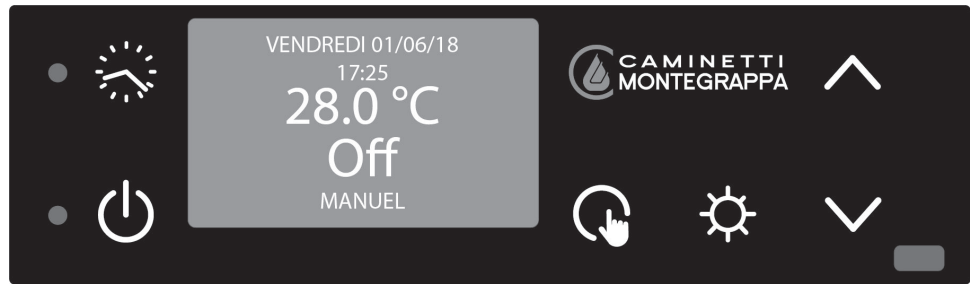 VENDREDI 01/06/18
17:25
28.0 °C
Off
MANUEL
CAMINETTI
MONTEGRAPPA